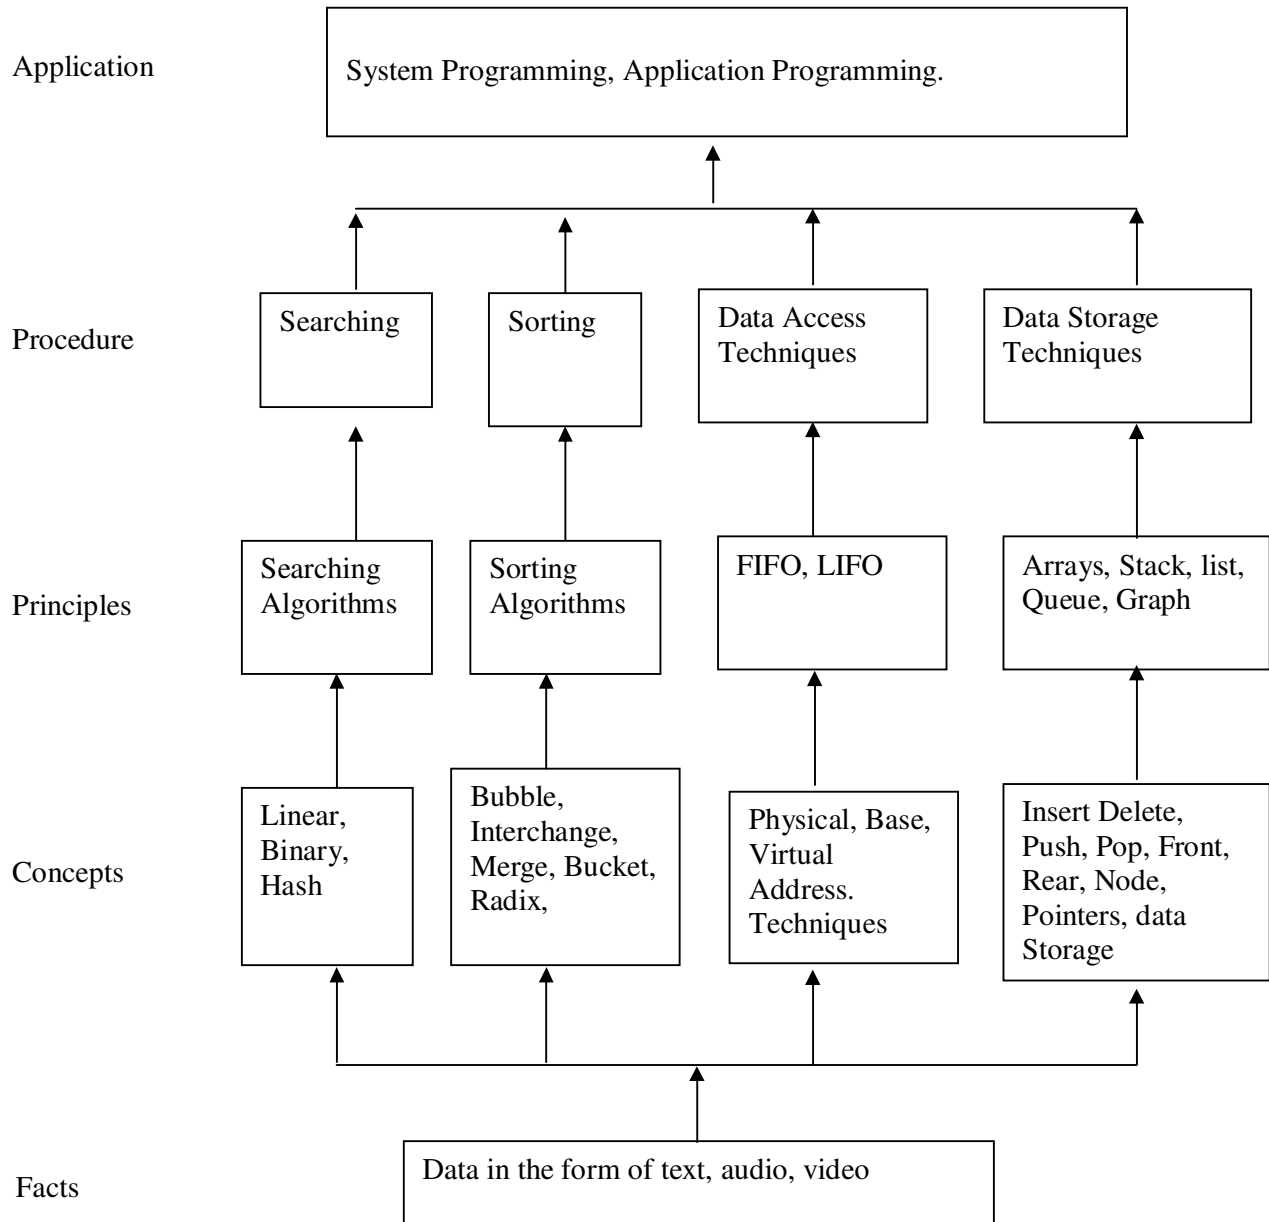 Application
System Programming, Application Programming.
Procedure
Searching
Sorting
Data Access
Techniques
Data Storage
Techniques
Principles
Searching
Algorithms
Sorting
Algorithms
FIFO, LIFO
Arrays, Stack, list,
Queue, Graph
Concepts
Linear,
Binary,
Hash
Bubble,
Interchange,
Merge, Bucket,
Radix,
Physical, Base,
Virtual
Address.
Techniques
Insert Delete,
Push, Pop, Front,
Rear, Node,
Pointers, data
Storage
Facts
Data in the form of text, audio, video